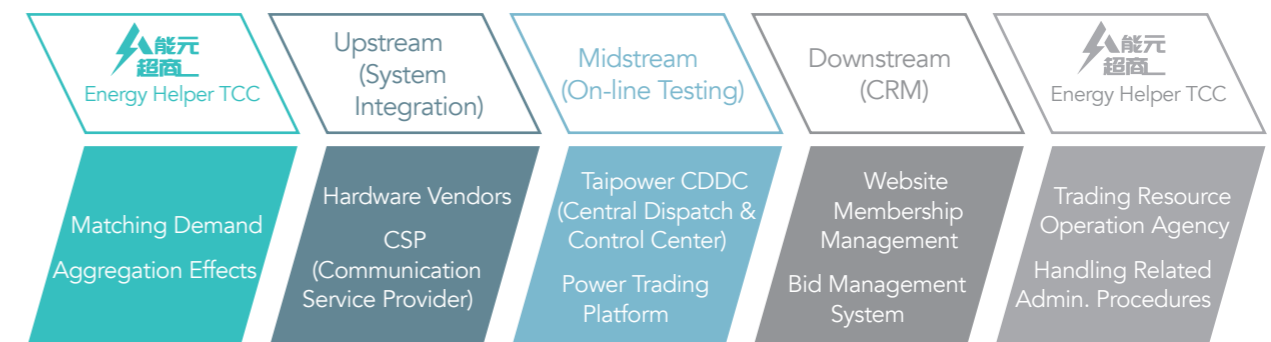 能元
超商
Energy Helper TCC
Matching Demand
Aggregation Effects
Upstream
(System
Integration)
Hardware Vendors
CSP
(Communication
Service Provider)
Midstream
(On-line Testing)
Taipower CDDC
(Central Dispatch &
Control Center)
Power Trading
Platform
Downstream
(CRM)
Website
Membership
Management
Bid Management
System
能元
超商
Energy Helper TCC
Trading Resource
Operation Agency
Handling Related
Admin. Procedures